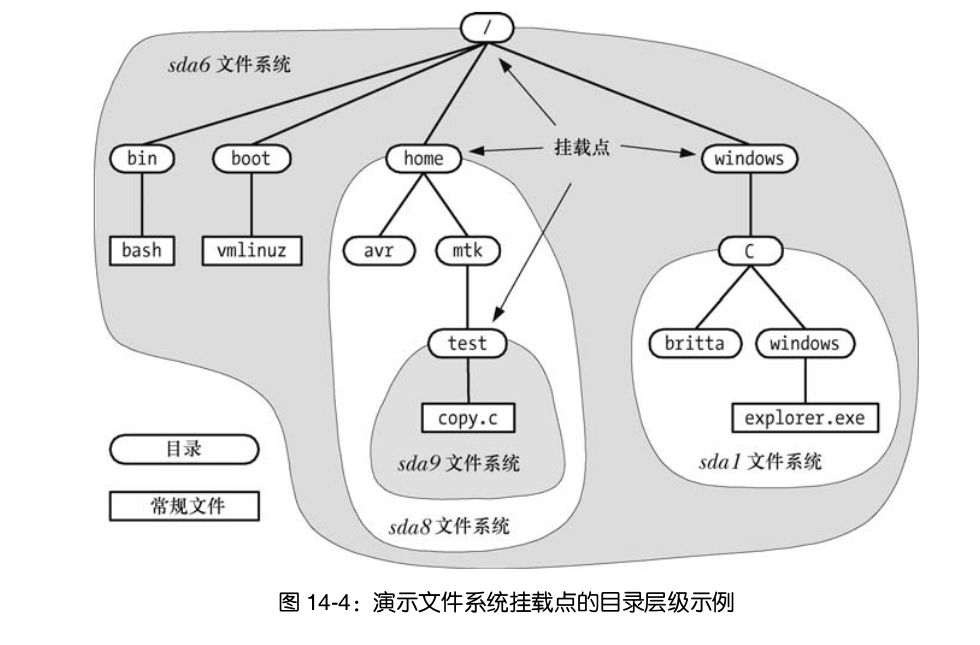 /
sda6 文件系统
bin
boot
home
挂载点
windows
bash
vmlinuz
avr
mtk
C
test
britta
windows
copy.c
explorer.exe
目录
sda9 文件系统
sda1 文件系统
常规文件
sda8 文件系统
图 14-4：演示文件系统挂载点的目录层级示例